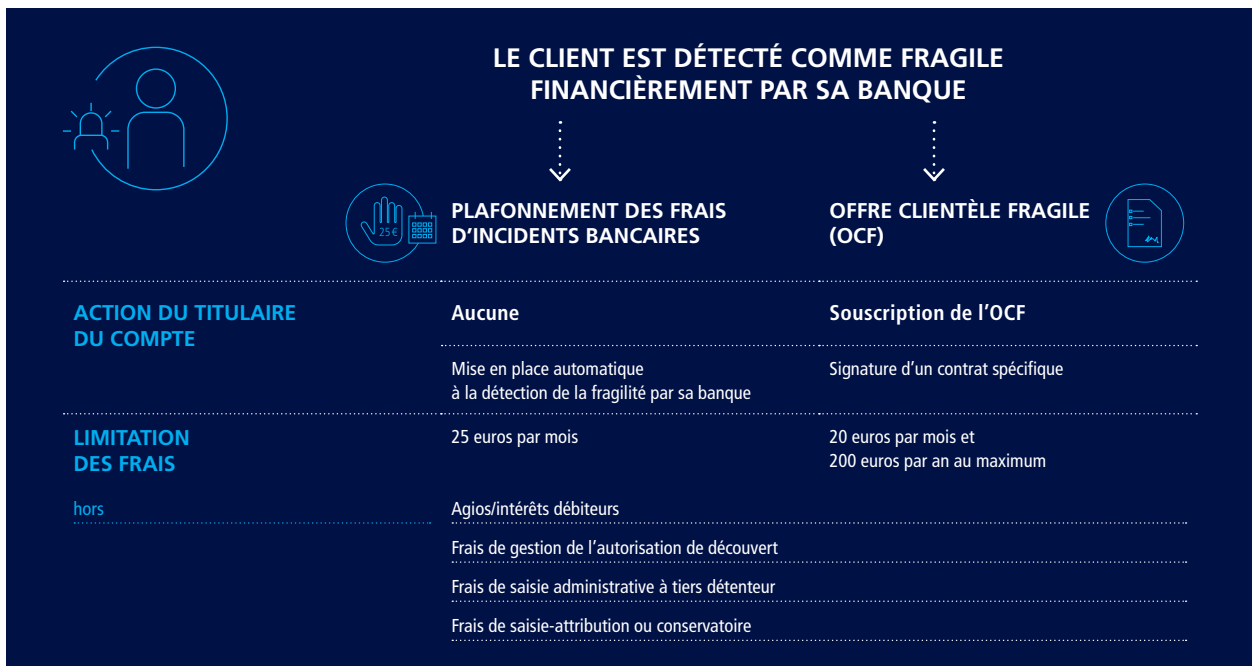 LE CLIENT EST DÉTECTÉ COMME FRAGILE
FINANCIÈREMENT PAR SA BANQUE
25 €
PLAFONNEMENT DES FRAIS
D’INCIDENTS BANCAIRES
OFFRE CLIENTÈLE FRAGILE
(OCF)
ACTION DU TITULAIRE
DU COMPTE
Aucune
Souscription de l’OCF
Mise en place automatique
à la détection de la fragilité par sa banque
Signature d’un contrat spécifique
LIMITATION
DES FRAIS
25 euros par mois
20 euros par mois et
200 euros par an au maximum
hors
Agios/intérêts débiteurs
Frais de gestion de l’autorisation de découvert
Frais de saisie administrative à tiers détenteur
Frais de saisie-attribution ou conservatoire